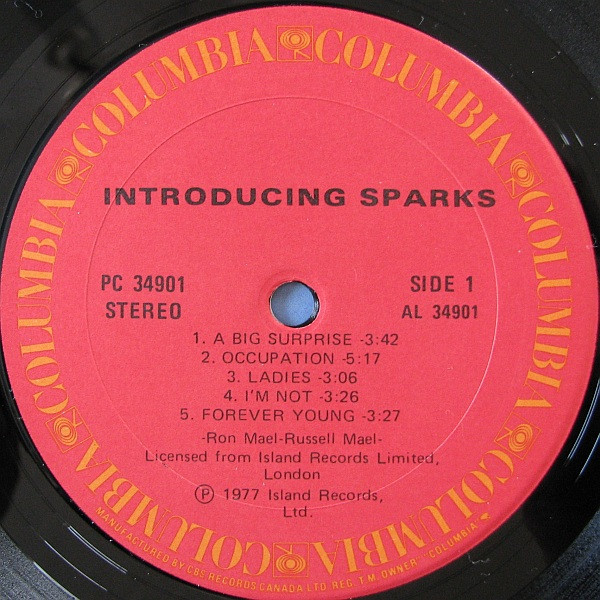 COLUMBIA COLUMBIA COLUMBIA COLUMBIA COLUMBIA COLUMBIA
INTRODUCING SPARKS
PC 34901
STEREO
SIDE 1
AL 34901
1. A BIG SURPRISE -3:42
2. OCCUPATION -5:17
3. LADIES -3:06
4. I'M NOT -3:26
5. FOREVER YOUNG -3:27
-Ron Mael-Russell Mael-
Licensed from Island Records Limited,
London
Ⓟ 1977 Island Records,
Ltd.
MANUFACTURED BY CBS RECORDS CANADA LTD. REG. T.M. OWNER - COLUMBIA